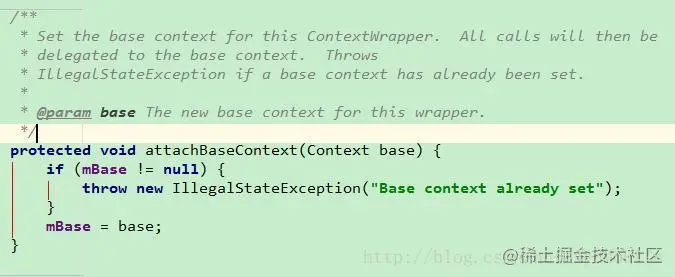 /**
 * Set the base context for this ContextWrapper.  All calls will then be
 * delegated to the base context.  Throws
 * IllegalStateException if a base context has already been set.
 *
 * @param base The new base context for this wrapper.
 */
protected void attachBaseContext(Context base) {
    if (mBase != null) {
        throw new IllegalStateException("Base context already set");
    }
    mBase = base;
}
http://blog.cs
@稀土掘金技术社区